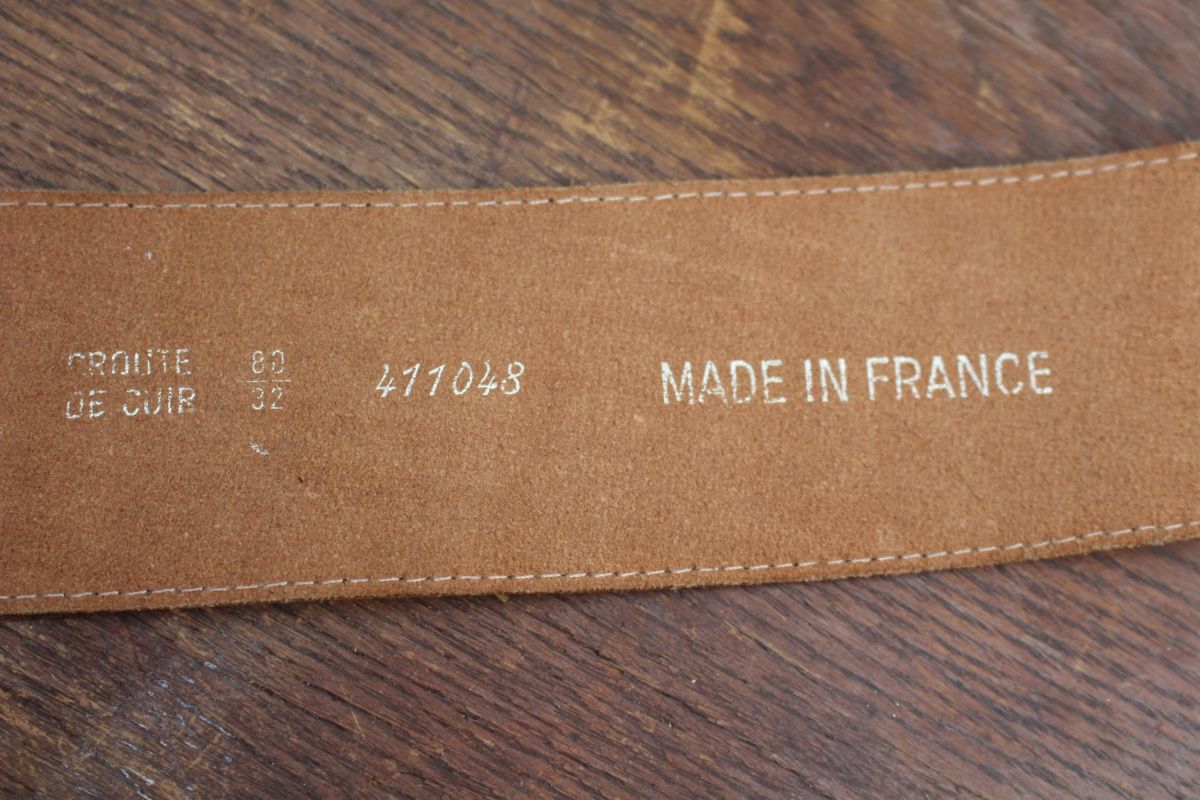 CROUTE
DE CUIR
80
32
411048
MADE IN FRANCE